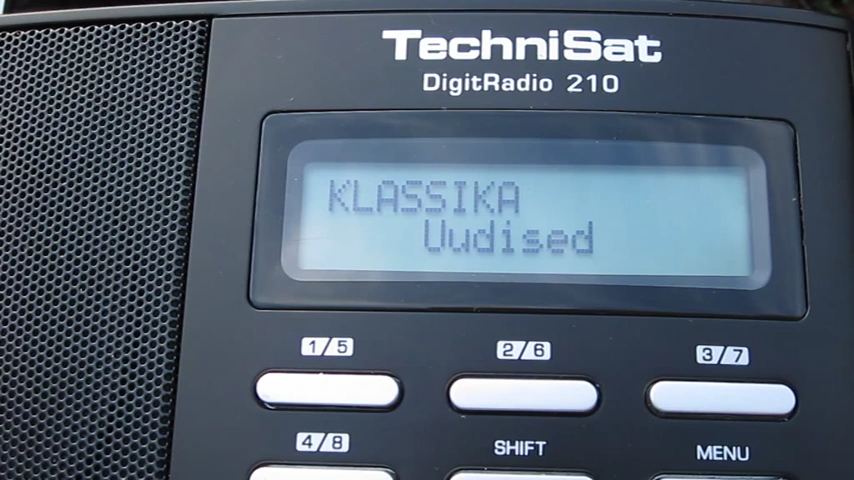 TechniSat
DigitRadio 210
KLASSIKA
Uudised
1/5
2/6
3/7
4/8
SHIFT
MENU